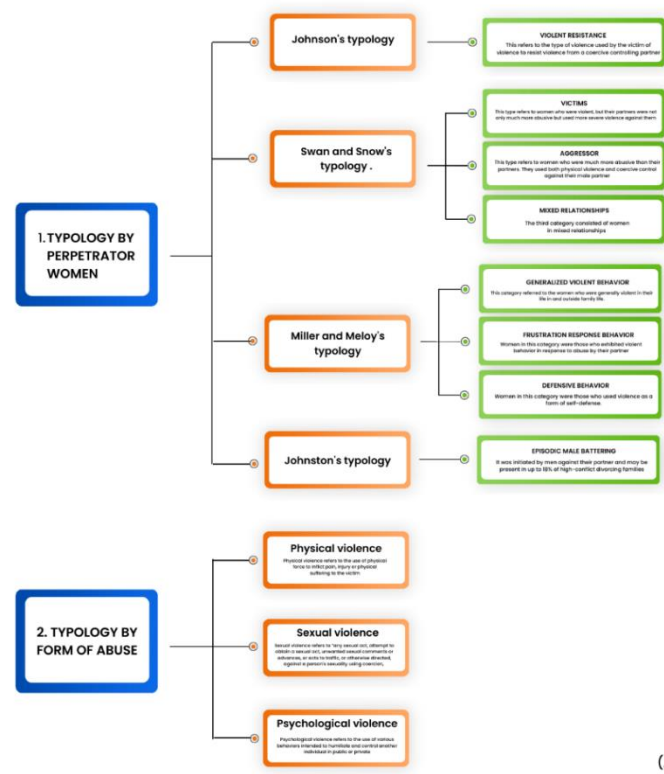 Johnson's typology
VIOLENT RESISTANCE
This refers to the type of violence used by the victim of
violence to resist violence from a coercive controlling partner
Swan and Snow's
typology .
VICTIMS
This type refers to women who were violent, but their partners were not
only much more abusive but used more severe violence against them
AGGRESSOR
This type refers to women who were much more abusive than their
partners. They used both physical violence and coercive control
against their male partner
MIXED RELATIONSHIPS
The third category consisted of women
in mixed relationships
1. TYPOLOGY BY
PERPETRATOR
WOMEN
Miller and Meloy's
typology
GENERALIZED VIOLENT BEHAVIOR
This category referred to the women who were generally violent in their
life in and outside family life.
FRUSTRATION RESPONSE BEHAVIOR
Women in this category were those who exhibited violent
behavior in response to abuse by their partner
DEFENSIVE BEHAVIOR
Women in this category were those who used violence as a
form of self-defense.
Johnston's typology
EPISODIC MALE BATTERING
It was initiated by men against their partner and may be
present in up to of high-conflict divorcing families
2. TYPOLOGY BY
FORM OF ABUSE
Physical violence
Physical violence refers to the use of physical
force to inflict pain, injury or physical
suffering to the victim
Sexual violence
Sexual violence refers to "any sexual act, attempt to
obtain a sexual act, unwanted sexual comments or
advances, or acts to traffic, or otherwise directed,
against a person's sexuality using coercion,
Psychological violence
Psychological violence refers to the use of various
behaviors intended to humiliate and control another
individual in public or private
(